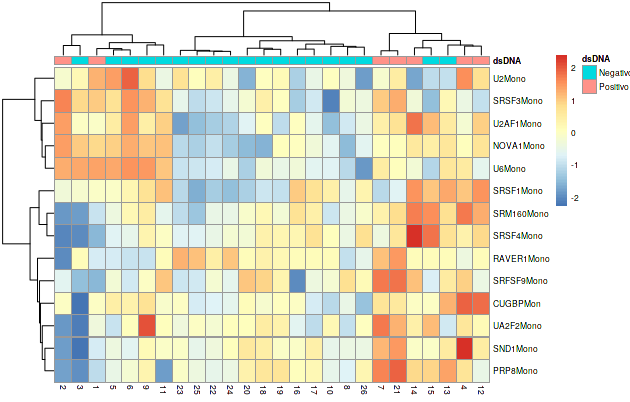 dsDNA
dsDNA
Negativo
Positivo
2
1
0
-1
-2
U2Mono
SRSF3Mono
U2AF1Mono
NOVA1Mono
U6Mono
SRSF1Mono
SRM160Mono
SRSF4Mono
RAVER1Mono
SRFSF9Mono
CUGBPMon
UA2F2Mono
SND1Mono
PRP8Mono
2 3 1 5 6 9 11 23 25 22 24 20 18 19 16 17 10 8 26 7 21 14 15 13 4 12